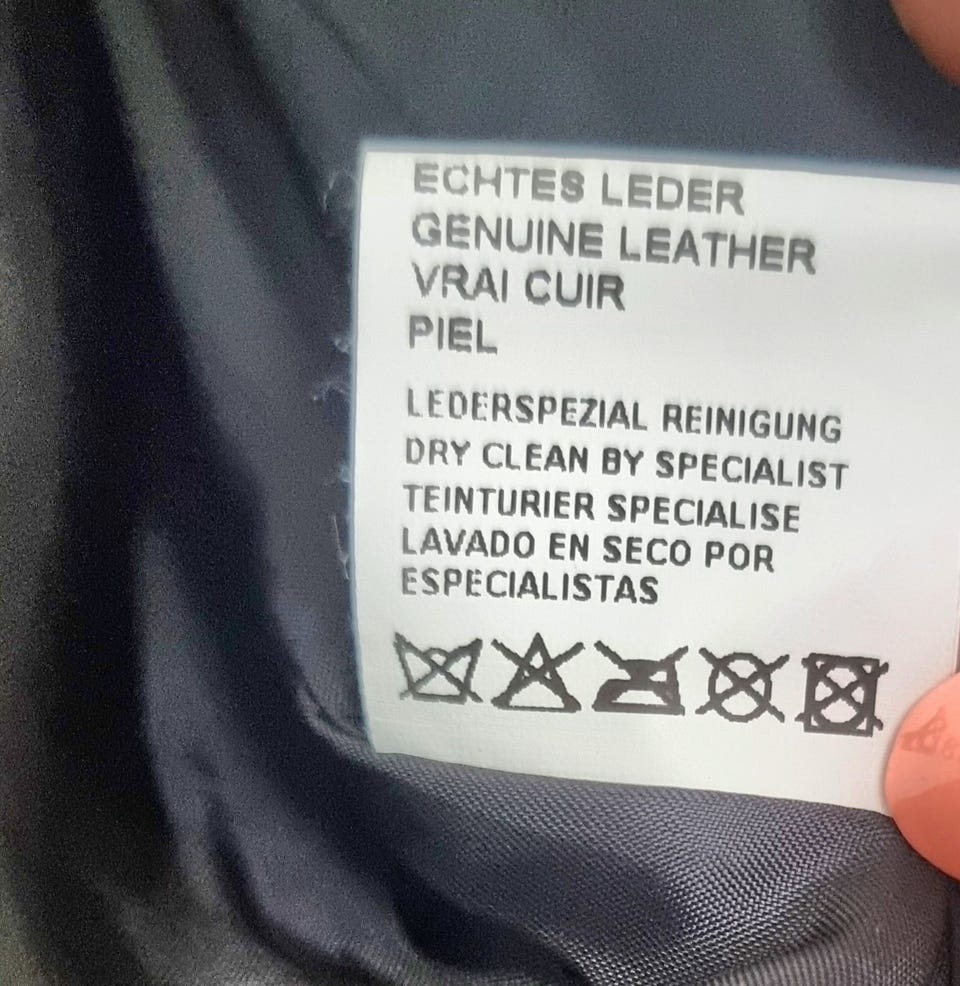 ECHTES LEDER
GENUINE LEATHER
VRAI CUIR
PIEL
LEDERSPEZIAL REINIGUNG
DRY CLEAN BY SPECIALIST
TEINTURIER SPECIALISE
LAVADO EN SECO POR
ESPECIALISTAS